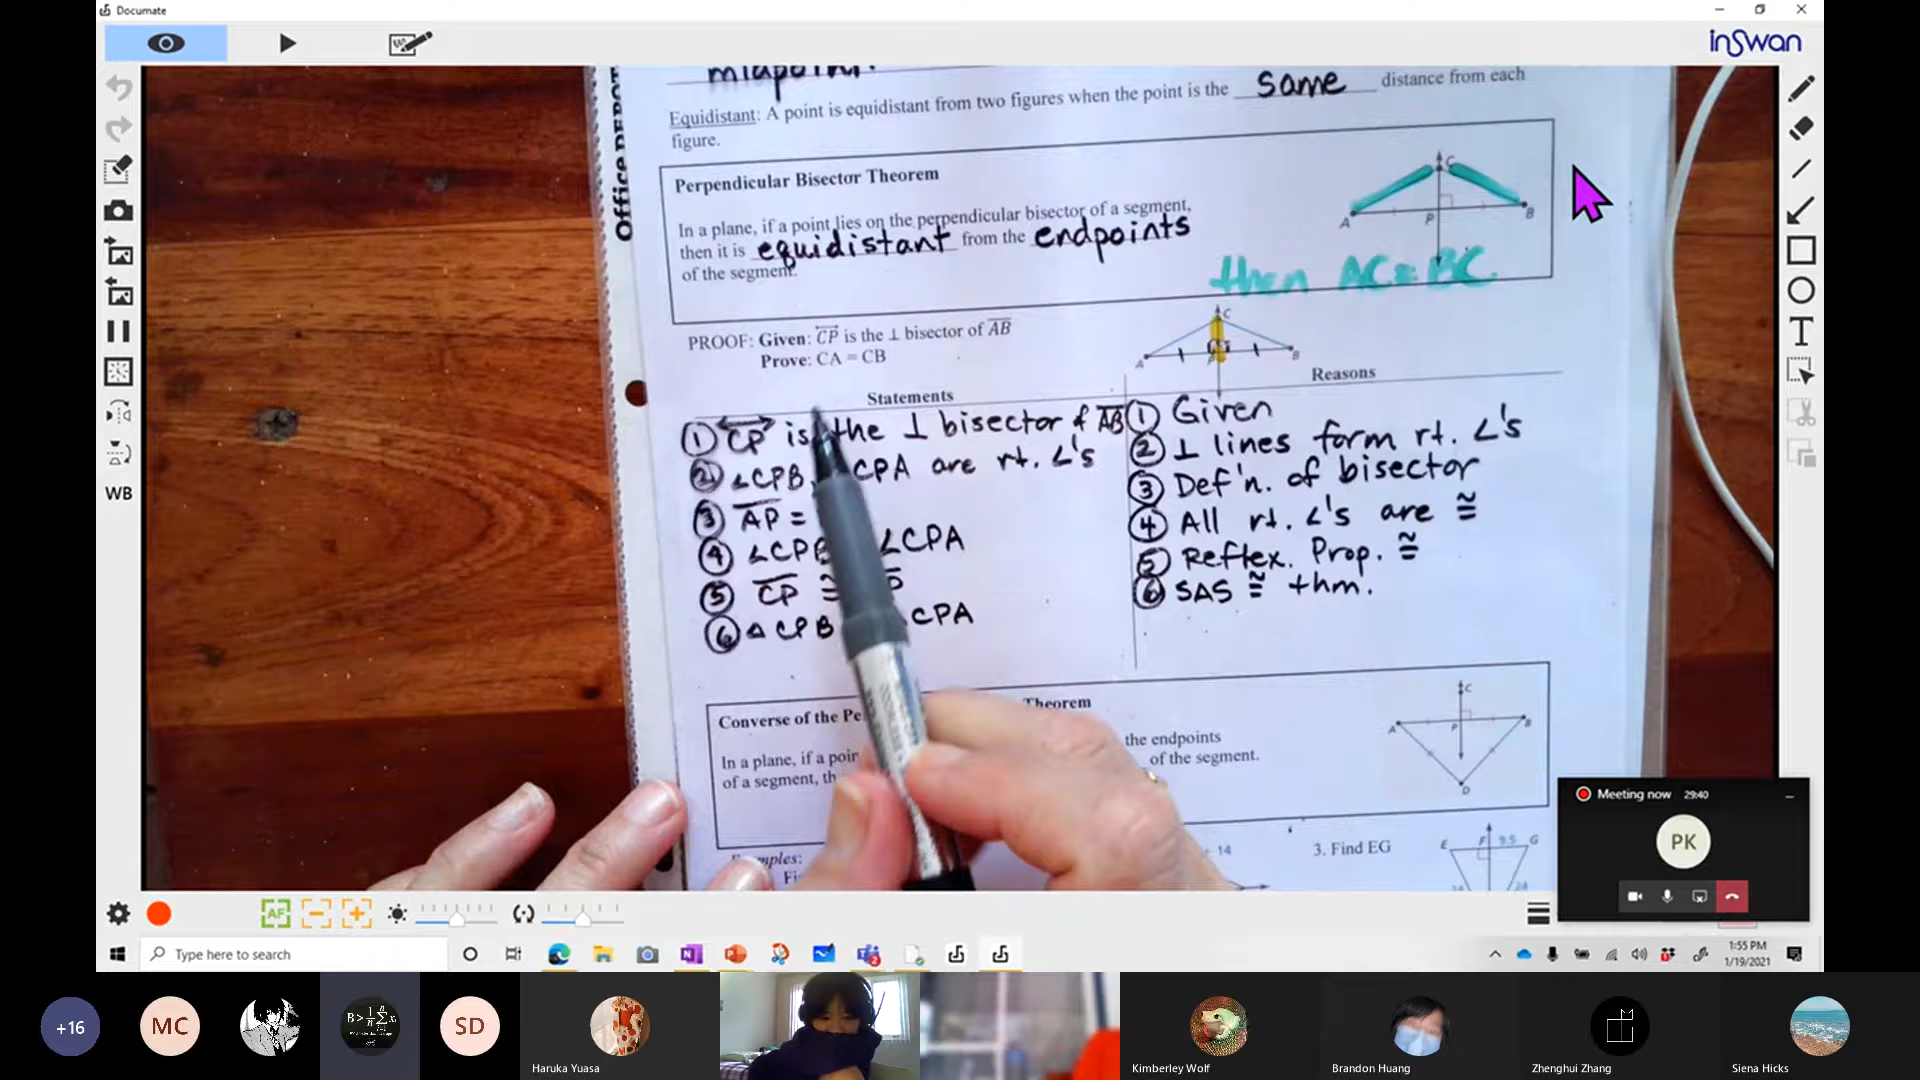 Documate
inSwan
midpoint.
Equidistant: A point is equidistant from two figures when the point is the same distance from each
figure.
Office DEPOT
Perpendicular Bisector Theorem
In a plane, if a point lies on the perpendicular bisector of a segment,
then it is equidistant from the endpoints
of the segment.
C
A
P
B
then AC = BC.
PROOF: Given: CP is the ⊥ bisector of AB
Prove: CA = CB
C
A
B
Statements
Reasons
① CP is the ⊥ bisector of AB
② ∠CPB, CPA are rt. ∠'s
③ AP =
④ ∠CPB ∠CPA
⑤ CP ≅
⑥ △CPB CPA
① Given
② ⊥ lines form rt. ∠'s
③ Def'n. of bisector
④ All rt. ∠'s are ≅
⑤ Reflex. Prop. ≅
⑥ SAS ≅ thm.
Converse of the Theorem
In a plane, if a the endpoints
of a segment, of the segment.
C
A
P
B
D
14
3. Find EG
E
F
9.5
G
WB
AF
Meeting now 29:40
PK
Type here to search
1:55 PM
1/19/2021
+16
MC
SD
Haruka Yuasa
Kimberley Wolf
Brandon Huang
Zhenghui Zhang
Siena Hicks